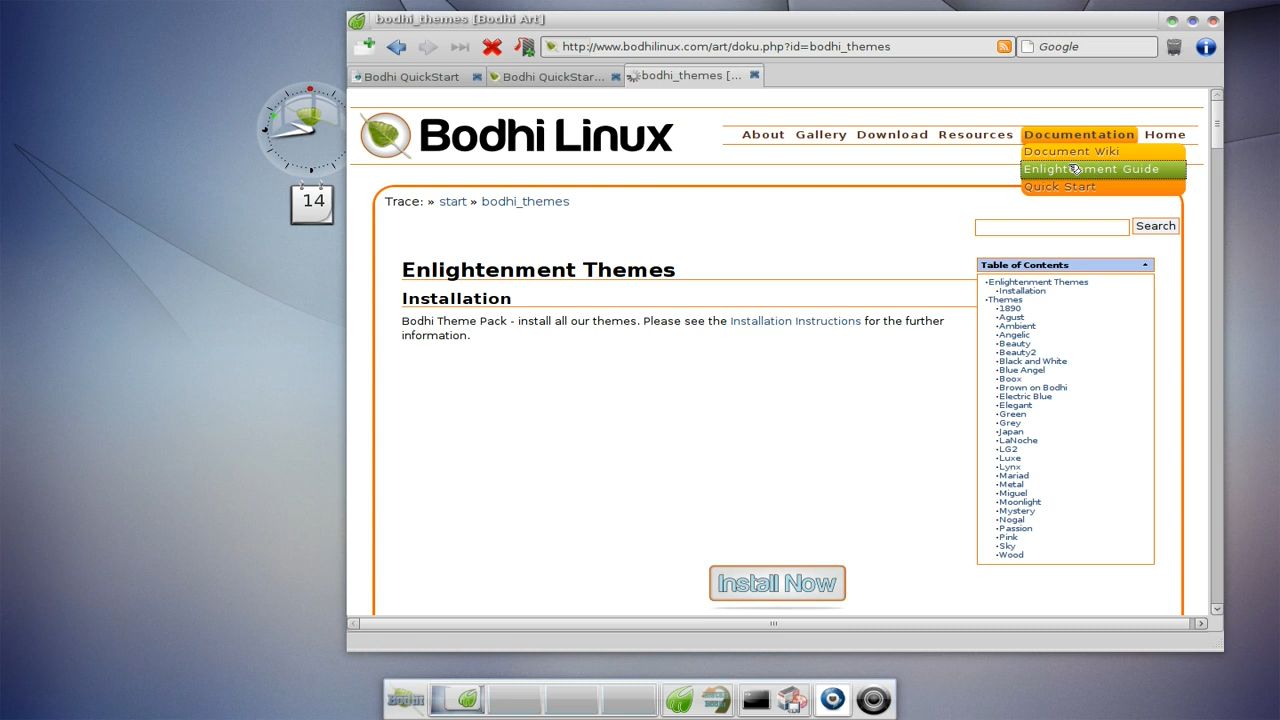 bodhi_themes [Bodhi Art]
http://www.bodhilinux.com/art/doku.php?id=bodhi_themes
Google
Bodhi QuickStart
Bodhi QuickStar...
bodhi_themes [...
Bodhi Linux
About Gallery Download Resources Documentation Home
Document Wiki
Enlightenment Guide
Quick Start
Trace: » start » bodhi_themes
Search
Enlightenment Themes
Installation
Bodhi Theme Pack - install all our themes. Please see the Installation Instructions for the further
information.
Install Now
Table of Contents
Enlightenment Themes
Installation
Themes
1890
Agust
Ambient
Angelic
Beauty
Beauty2
Black and White
Blue Angel
Boox
Brown on Bodhi
Electric Blue
Elegant
Green
Grey
Japan
LaNoche
LG2
Luxe
Lynx
Mariad
Metal
Miguel
Moonlight
Mystery
Nogal
Passion
Pink
Sky
Wood
14
Bodhi